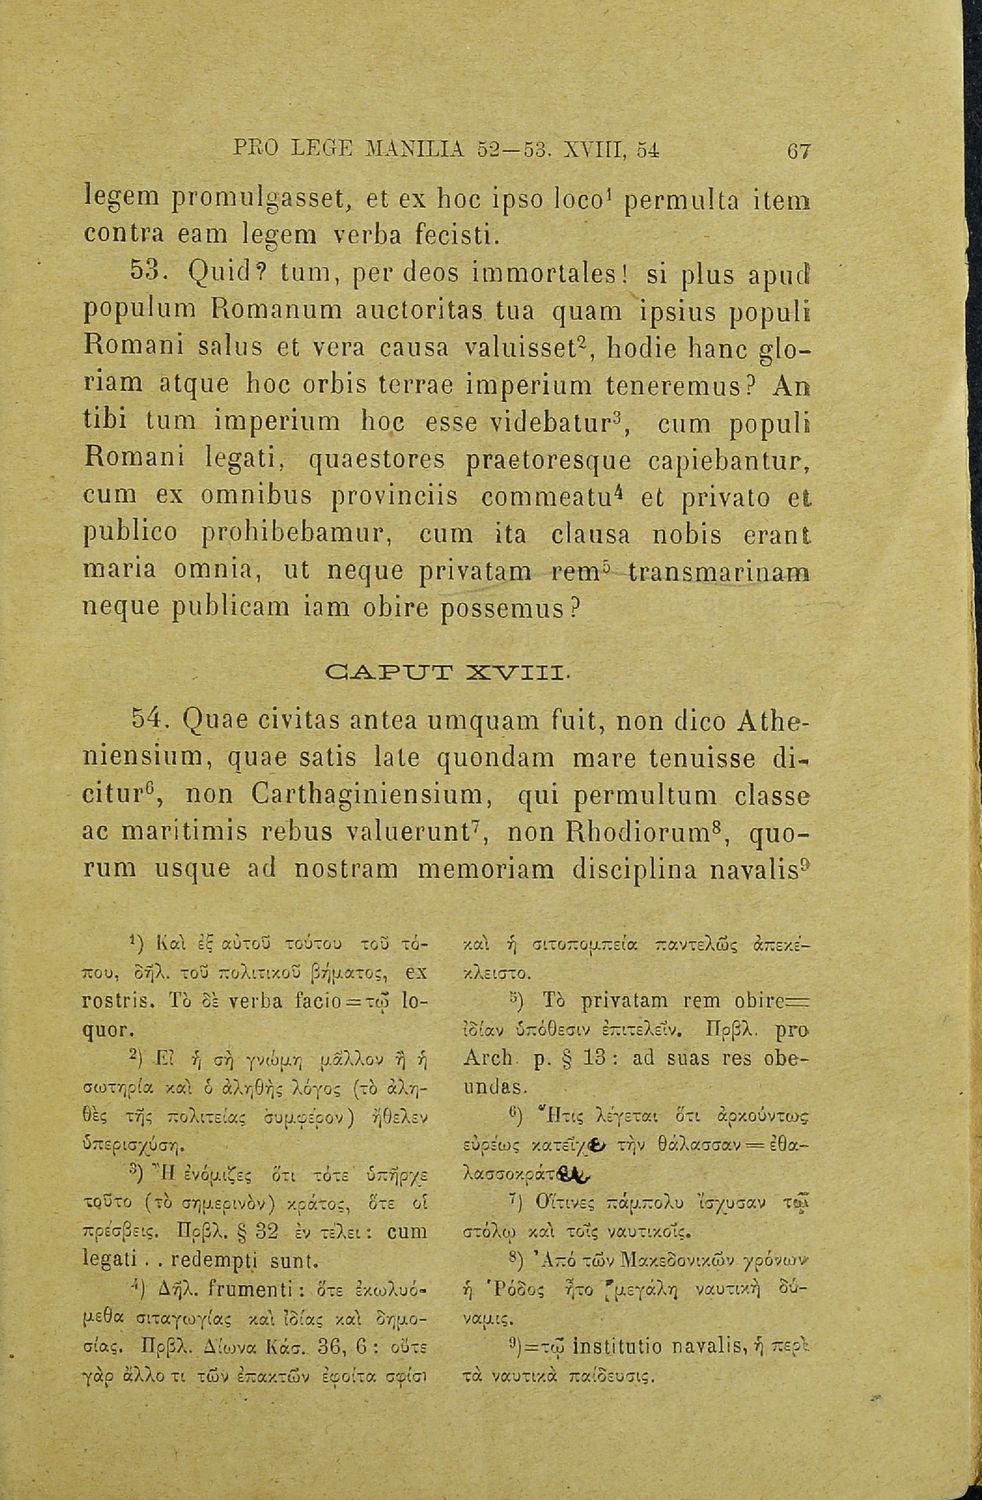 PRO LEGE MANILIA 52—53. XVIII, 54 67
legem promulgasset, et ex hoc ipso loco¹ permulta item
contra eam legem verba fecisti.
53. Quid? tum, per deos immortales! si plus apud
populum Romanum auctoritas tua quam ipsius populi
Romani salus et vera causa valuisset², hodie hanc glo-
riam atque hoc orbis terrae imperium teneremus? An
tibi tum imperium hoc esse videbatur³, cum populi
Romani legati, quaestores praetoresque capiebantur,
cum ex omnibus provinciis commeatu⁴ et privato et
publico prohibebamur, cum ita clausa nobis erant
maria omnia, ut neque privatam rem⁵ transmarinam
neque publicam iam obire possemus?
CAPUT XVIII.
54. Quae civitas antea umquam fuit, non dico Athe-
niensium, quae satis late quondam mare tenuisse di-
citur⁶, non Carthaginiensium, qui permultum classe
ac maritimis rebus valuerunt⁷, non Rhodiorum⁸, quo-
rum usque ad nostram memoriam disciplina navalis⁹
¹) Καὶ ἐξ αὐτοῦ τούτου τοῦ τό-
που, δηλ. τοῦ πολιτικοῦ βήματος, ex
rostris. Τὸ δὲ verba facio=τῷ lo-
quor.
²) Εἰ ἡ σὴ γνώμη μᾶλλον ἢ ἡ
σωτηρία καὶ ὁ ἀληθὴς λόγος (τὸ ἀλη-
θὲς τῆς πολιτείας συμφέρον) ἤθελεν
ὑπερισχύσῃ.
³) Ἢ ἐνόμιζες ὅτι τότε ὑπῆρχε
τοῦτο (τὸ σημερινὸν) κράτος, ὅτε οἱ
πρέσβεις. Πρβλ. § 32 ἐν τέλει: cum
legati . . redempti sunt.
⁴) Δῆλ. frumenti: ὅτε ἐκωλυό-
μεθα σιταγωγίας καὶ ἰδίας καὶ δημο-
σίας. Πρβλ. Δίωνα Κάσ. 36, 6: οὔτε
γὰρ ἄλλο τι τῶν ἐπακτῶν ἐφοίτα σφίσι
καὶ ἡ σιτοπομπεία παντελῶς ἀπεκέ-
κλειστο.
⁵) Τὸ privatam rem obire=
ἰδίαν ὑπόθεσιν ἐπιτελεῖν. Πρβλ. pro
Arch. p. § 13: ad suas res obe-
undas.
⁶) Ἥτις λέγεται ὅτι ἀρκούντως
εὐρέως τὴν θάλασσαν=ἐθα-
⁷) Οἵτινες πάμπολυ ἴσχυσαν τῷ
στόλῳ καὶ τοῖς ναυτικοῖς.
⁸) Ἀπό τῶν Μακεδονικῶν χρόνων
ἡ Ῥόδος ἦτο μεγάλη ναυτικὴ δύ-
ναμις.
⁹)=τῷ institutio navalis, ἡ περὶ
τὰ ναυτικὰ παίδευσις.